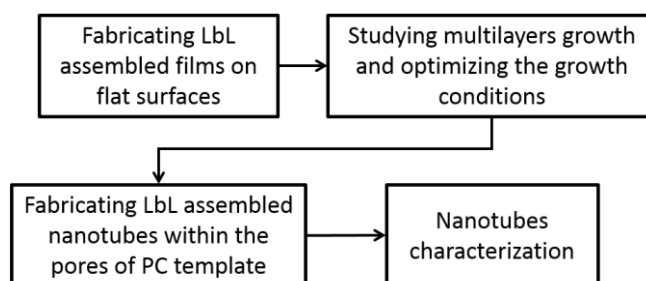 Fabricating LbL
assembled films on
flat surfaces
Studying multilayers growth
and optimizing the growth
conditions
Fabricating LbL assembled
nanotubes within the
pores of PC template
Nanotubes
characterization